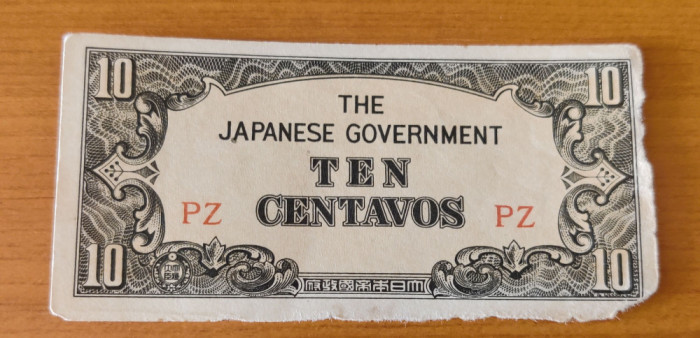 10 10
THE
JAPANESE GOVERNMENT
TEN
PZ CENTAVOS PZ
10 10
府政國帝本日大